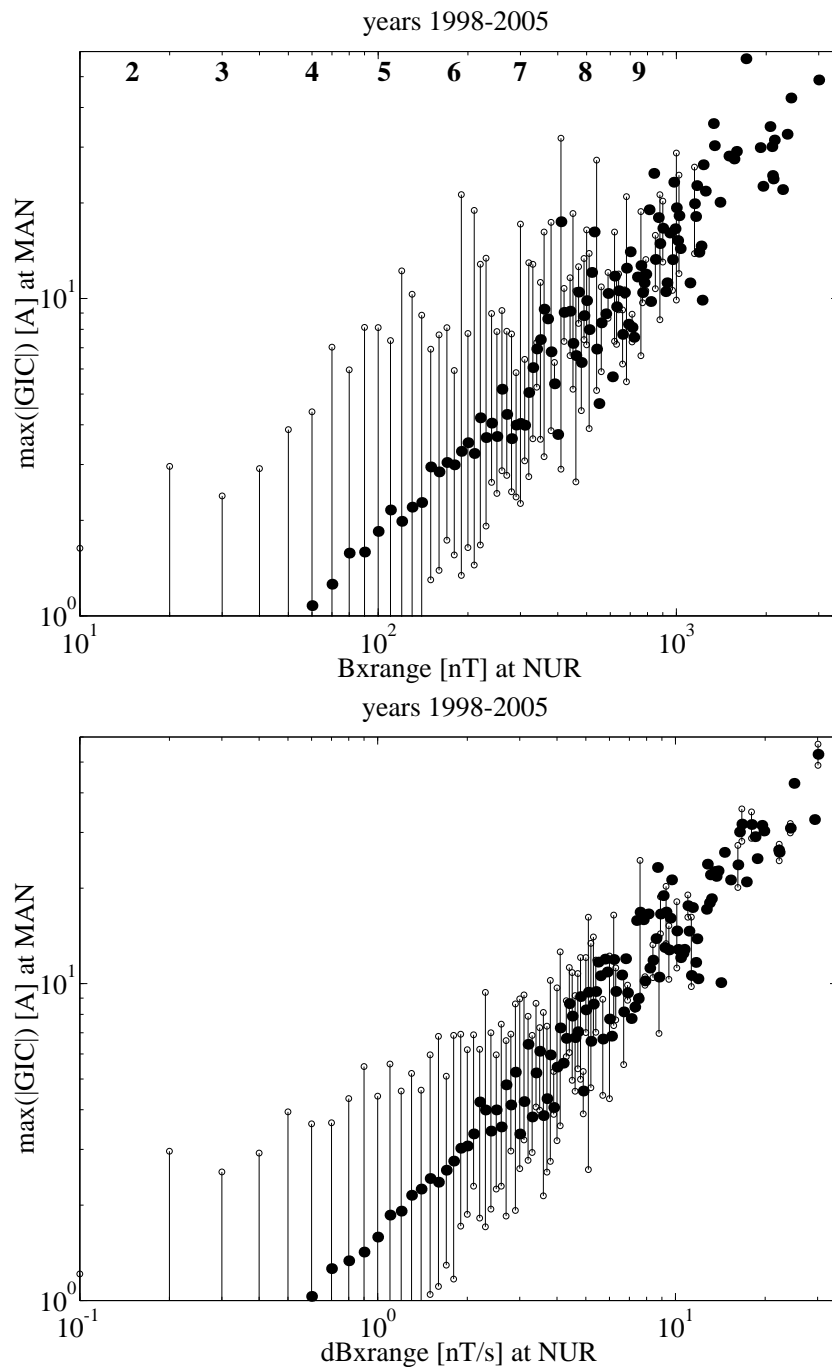 years 1998-2005
2 3 4 5 6 7 8 9
max(|GIC|) [A] at MAN
10^1
10^0
10^1 10^2 10^3
Bxrange [nT] at NUR
years 1998-2005
max(|GIC|) [A] at MAN
10^1
10^0
10^-1 10^0 10^1
dBxrange [nT/s] at NUR